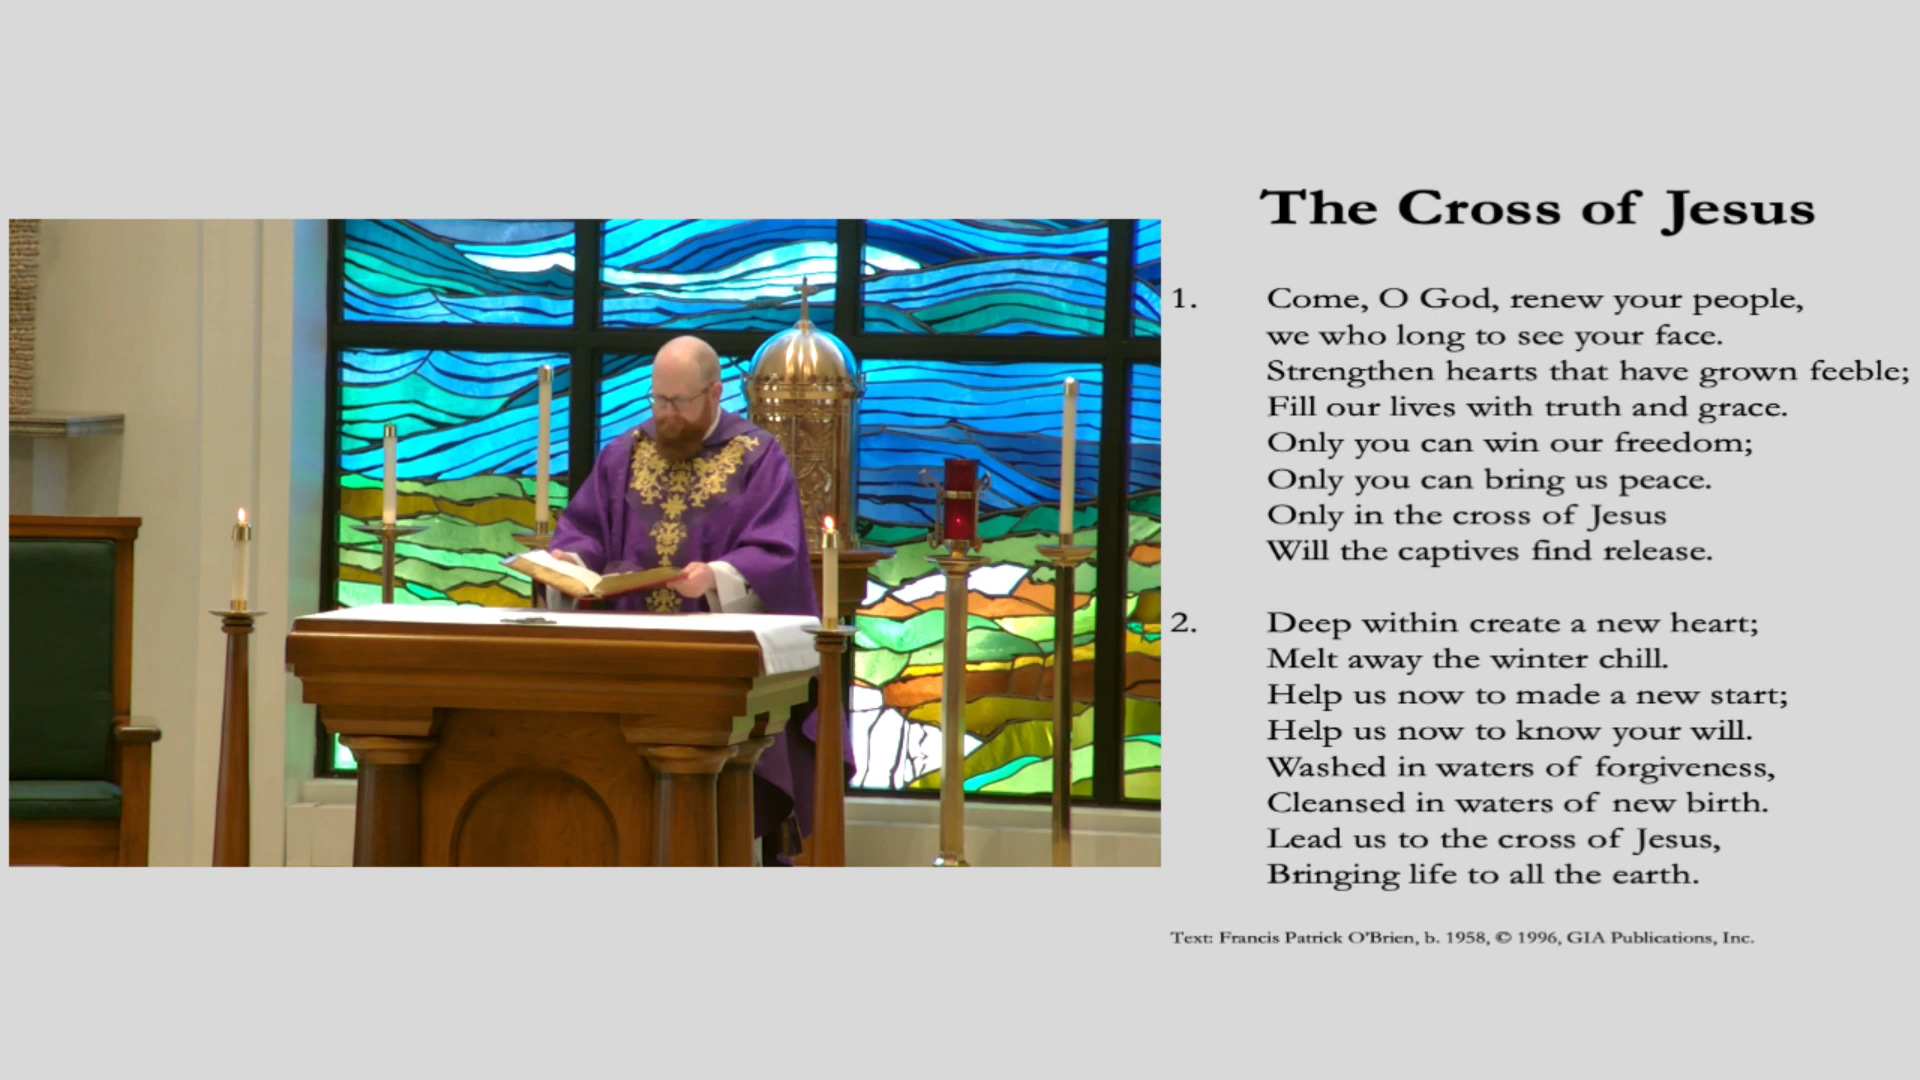 The Cross of Jesus
1. Come, O God, renew your people,
we who long to see your face.
Strengthen hearts that have grown feeble;
Fill our lives with truth and grace.
Only you can win our freedom;
Only you can bring us peace.
Only in the cross of Jesus
Will the captives find release.
2. Deep within create a new heart;
Melt away the winter chill.
Help us now to made a new start;
Help us now to know your will.
Washed in waters of forgiveness,
Cleansed in waters of new birth.
Lead us to the cross of Jesus,
Bringing life to all the earth.
Text: Francis Patrick O'Brien, b. 1958, © 1996, GIA Publications, Inc.